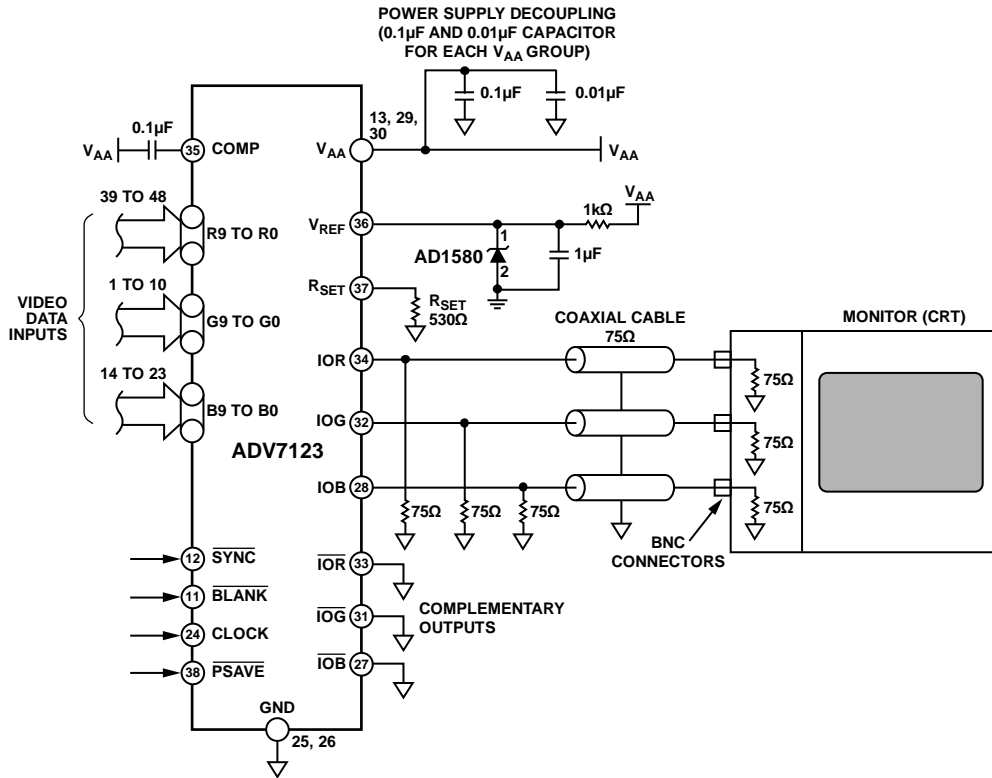 POWER SUPPLY DECOUPLING
(0.1µF AND 0.01µF CAPACITOR
FOR EACH VAA GROUP)
0.1µF
0.01µF
13, 29,
30
0.1µF
VAA
35
COMP
VAA
VAA
39 TO 48
R9 TO R0
VREF
36
VAA
1kΩ
1
AD1580
2
1µF
VIDEO
DATA
INPUTS
1 TO 10
G9 TO G0
RSET
37
RSET
530Ω
COAXIAL CABLE
75Ω
MONITOR (CRT)
14 TO 23
B9 TO B0
IOR
34
75Ω
ADV7123
IOG
32
75Ω
IOB
28
75Ω
75Ω
75Ω
75Ω
BNC
CONNECTORS
12
SYNC
IOR
33
11
BLANK
IOG
31
COMPLEMENTARY
OUTPUTS
24
CLOCK
38
PSAVE
IOB
27
GND
25, 26